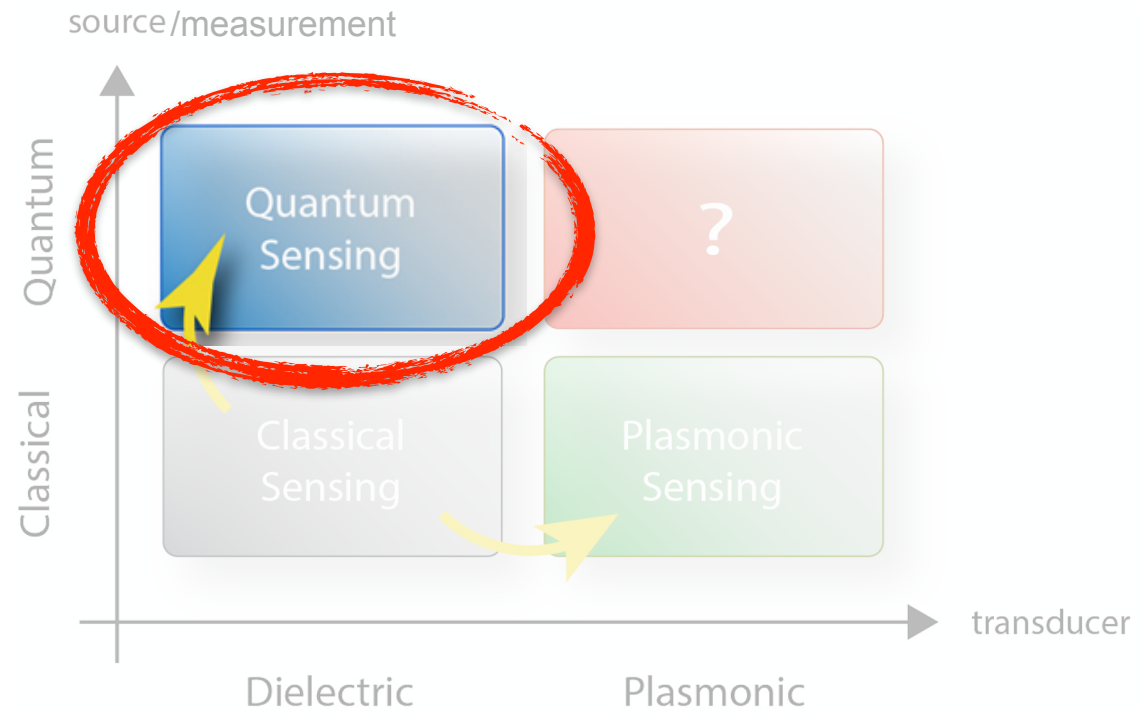 source/measurement
Quantum
Quantum
Sensing
?
Classical
Classical
Sensing
Plasmonic
Sensing
transducer
Dielectric
Plasmonic